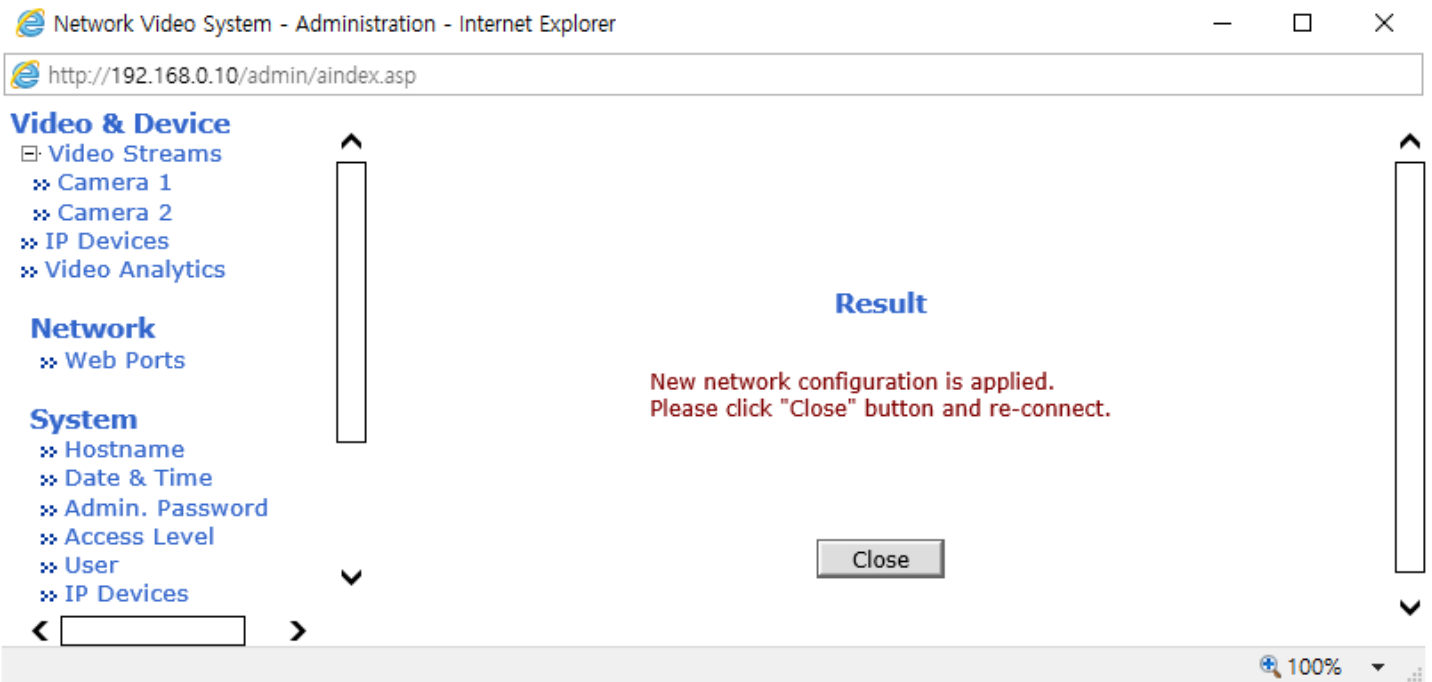 Network Video System - Administration - Internet Explorer
http://192.168.0.10/admin/aindex.asp
Video & Device
Video Streams
Camera 1
Camera 2
IP Devices
Video Analytics
Network
Web Ports
System
Hostname
Date & Time
Admin. Password
Access Level
User
IP Devices
Result
New network configuration is applied.
Please click "Close" button and re-connect.
Close
100%